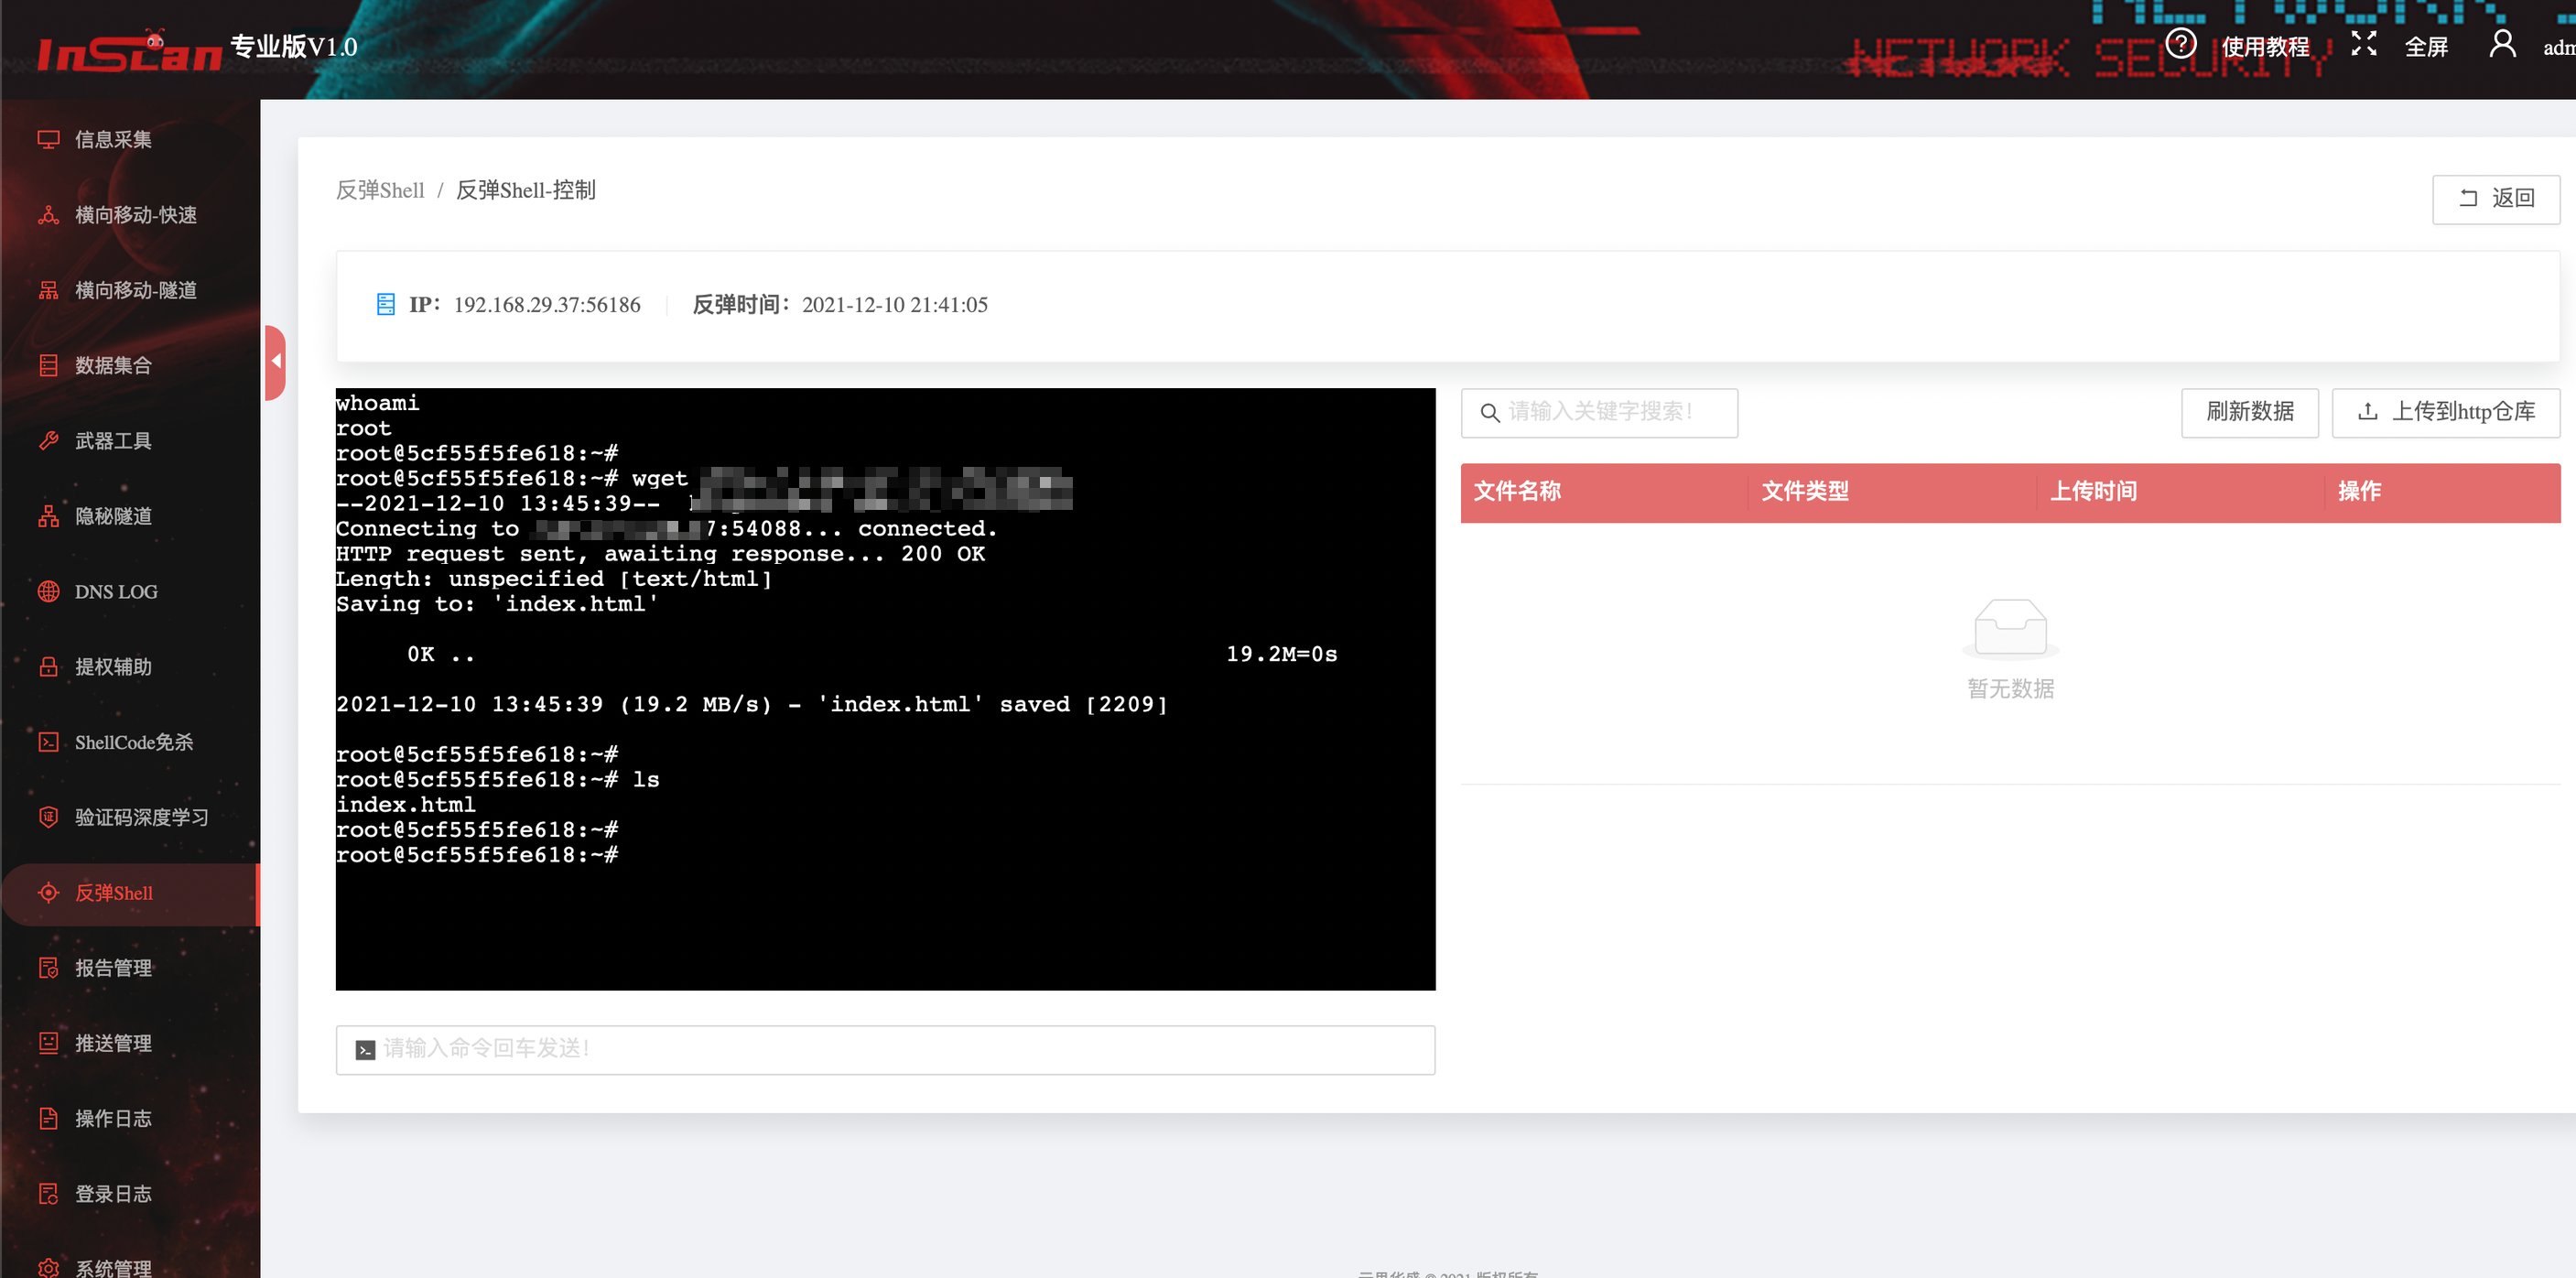 InScan 专业版V1.0
NETWORK
NETWORK SECURITY
使用教程 全屏 adm
信息采集
横向移动-快速
横向移动-隧道
数据集合
武器工具
隐秘隧道
DNS LOG
提权辅助
ShellCode免杀
验证码深度学习
反弹Shell
报告管理
推送管理
操作日志
登录日志
系统管理
反弹Shell / 反弹Shell-控制
返回
IP： 192.168.29.37:56186 反弹时间： 2021-12-10 21:41:05
whoami
root
root@5cf55f5fe618:~#
root@5cf55f5fe618:~# wget
--2021-12-10 13:45:39--
Connecting to 7:54088... connected.
HTTP request sent, awaiting response... 200 OK
Length: unspecified [text/html]
Saving to: 'index.html'
0K .. 19.2M=0s
2021-12-10 13:45:39 (19.2 MB/s) - 'index.html' saved [2209]
root@5cf55f5fe618:~#
root@5cf55f5fe618:~# ls
index.html
root@5cf55f5fe618:~#
root@5cf55f5fe618:~#
请输入命令回车发送!
请输入关键字搜索!
刷新数据
上传到http仓库
文件名称 文件类型 上传时间 操作
暂无数据
© 2021 版权所有